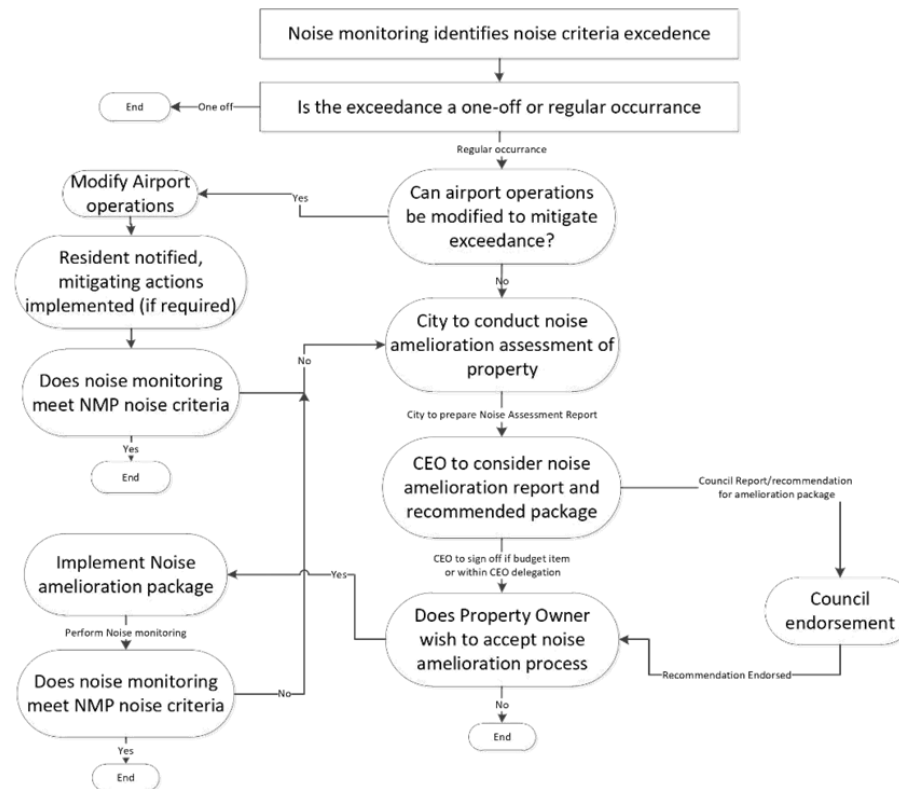 Noise monitoring identifies noise criteria excedence
Is the exceedance a one-off or regular occurrance
One off
End
Regular occurrance
Can airport operations
be modified to mitigate
exceedance?
Yes
Modify Airport
operations
Resident notified,
mitigating actions
implemented (if required)
Does noise monitoring
meet NMP noise criteria
No
Yes
End
No
City to conduct noise
amelioration assessment of
property
City to prepare Noise Assessment Report
CEO to consider noise
amelioration report and
recommended package
Council Report/recommendation
for amelioration package
Council
endorsement
Recommendation Endorsed
CEO to sign off if budget item
or within CEO delegation
Does Property Owner
wish to accept noise
amelioration process
No
End
Yes
Implement Noise
amelioration package
Perform Noise monitoring
Does noise monitoring
meet NMP noise criteria
No
Yes
End